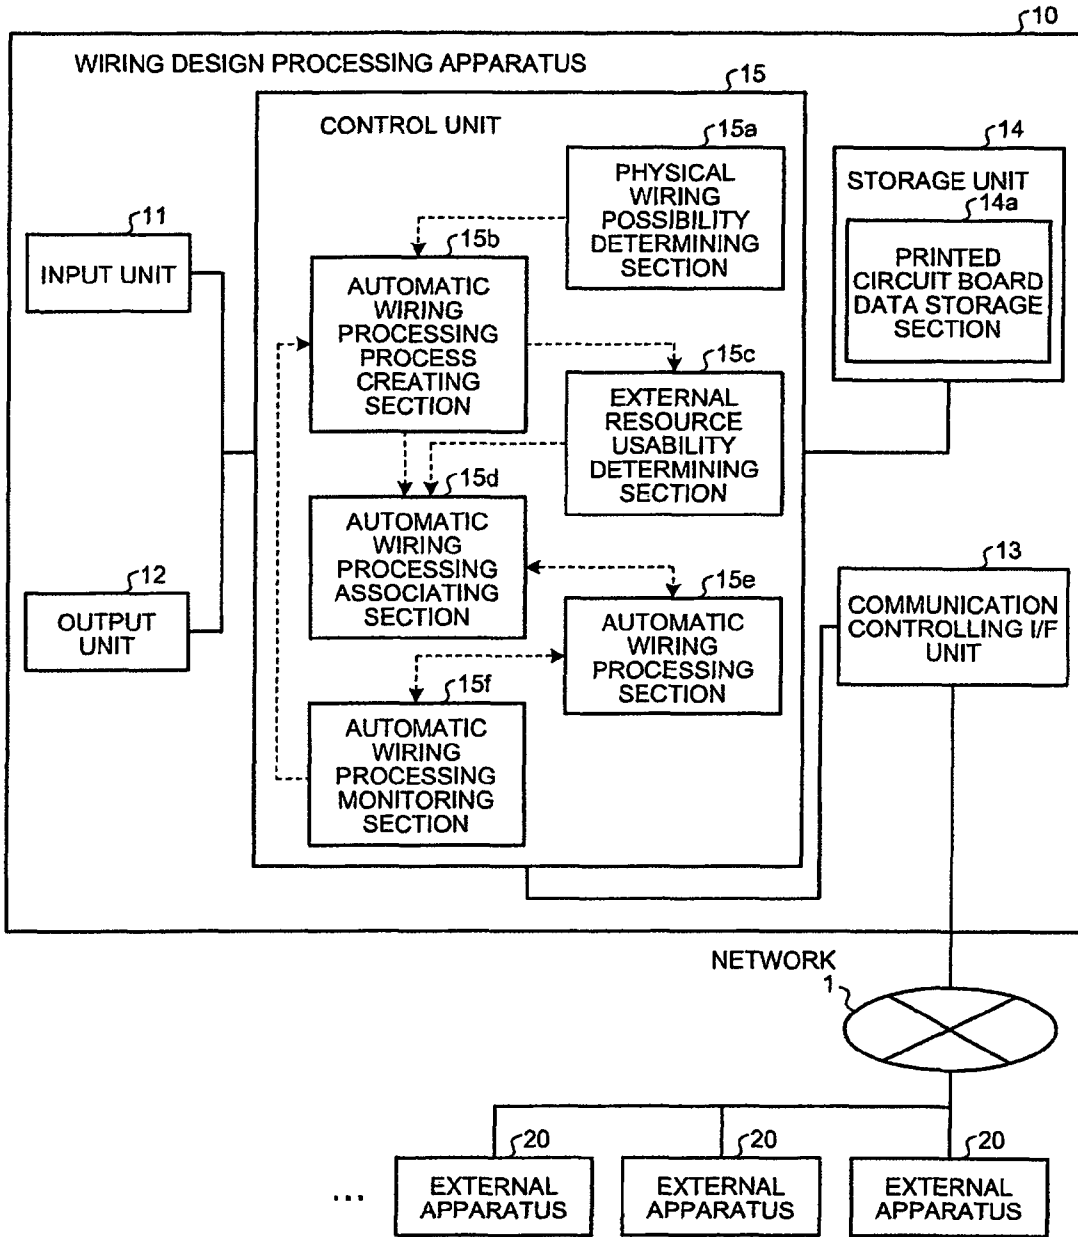 10
WIRING DESIGN PROCESSING APPARATUS
15
CONTROL UNIT
15a
PHYSICAL
WIRING
POSSIBILITY
DETERMINING
SECTION
14
STORAGE UNIT
14a
PRINTED
CIRCUIT BOARD
DATA STORAGE
SECTION
11
INPUT UNIT
15b
AUTOMATIC
WIRING
PROCESSING
PROCESS
CREATING
SECTION
15c
EXTERNAL
RESOURCE
USABILITY
DETERMINING
SECTION
15d
AUTOMATIC
WIRING
PROCESSING
ASSOCIATING
SECTION
12
OUTPUT
UNIT
15e
AUTOMATIC
WIRING
PROCESSING
SECTION
13
COMMUNICATION
CONTROLLING I/F
UNIT
15f
AUTOMATIC
WIRING
PROCESSING
MONITORING
SECTION
NETWORK
1
20
EXTERNAL
APPARATUS
20
EXTERNAL
APPARATUS
20
EXTERNAL
APPARATUS
...